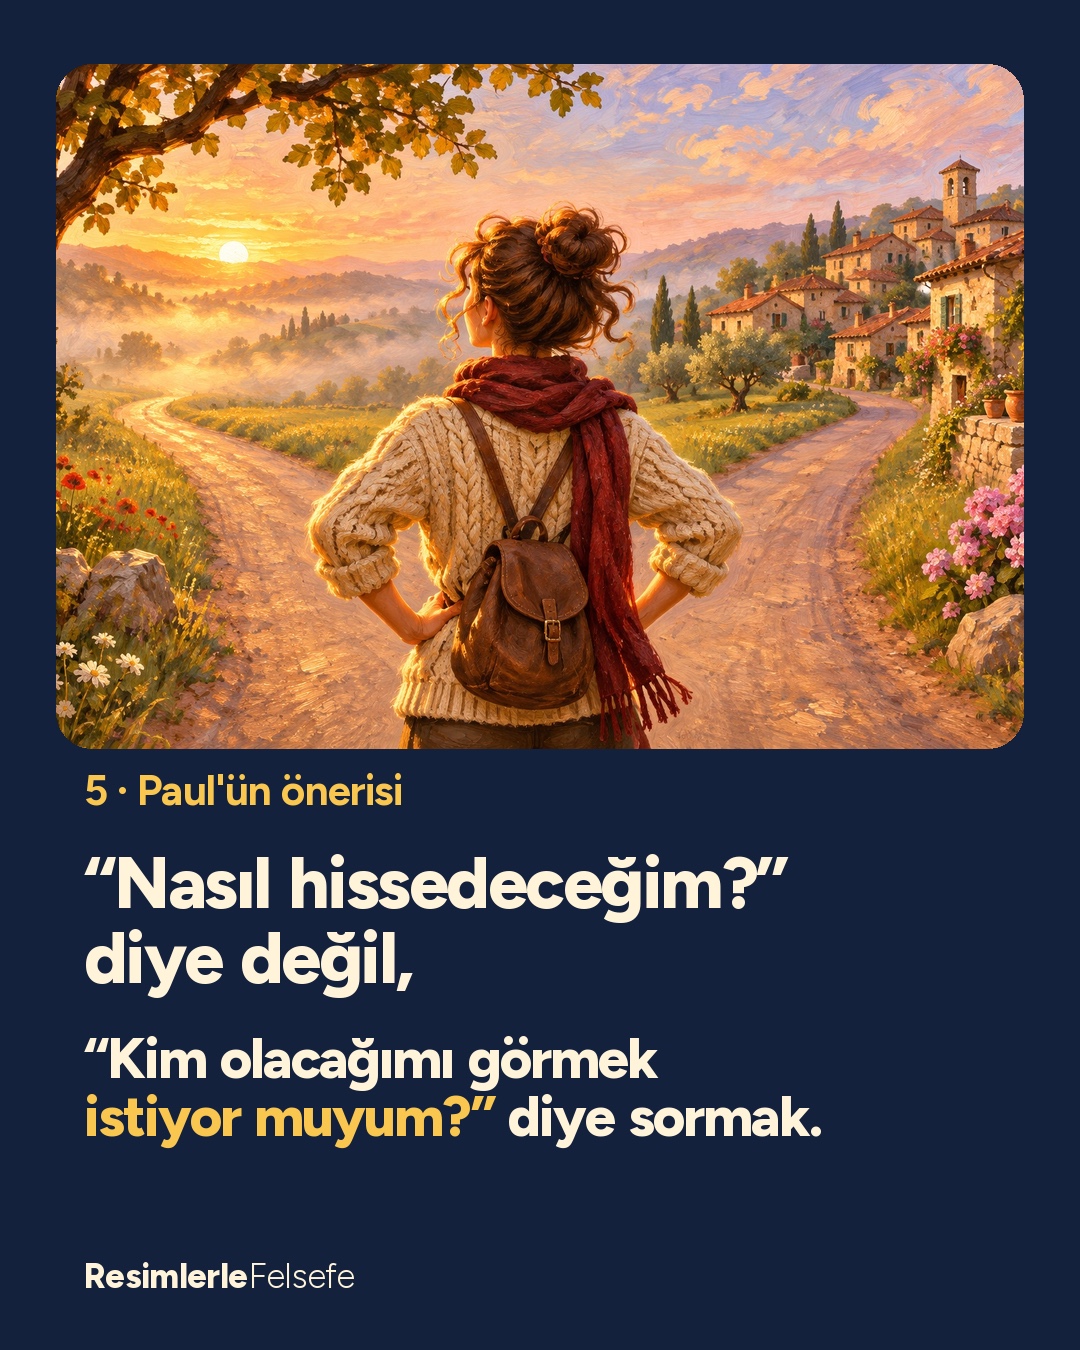 5 · Paul'ün önerisi
“Nasıl hissedeceğim?”
diye değil,
“Kim olacağımı görmek
istiyor muyum?” diye sormak.
ResimlerleFelsefe